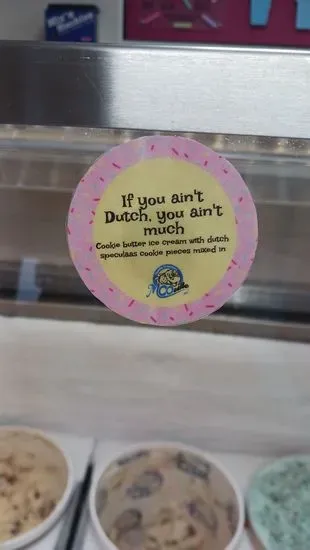 If you ain't
Dutch, you ain't
much
Cookie butter ice cream with dutch
speculaas cookie pieces mixed in